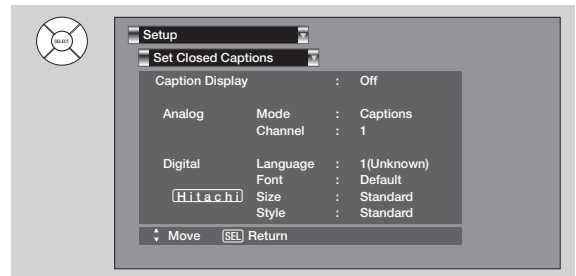 SELECT
Setup
Set Closed Captions
Caption Display : Off
Analog Mode : Captions
Channel : 1
Digital Language : 1(Unknown)
Font : Default
Hitachi Size : Standard
Style : Standard
Move SEL Return